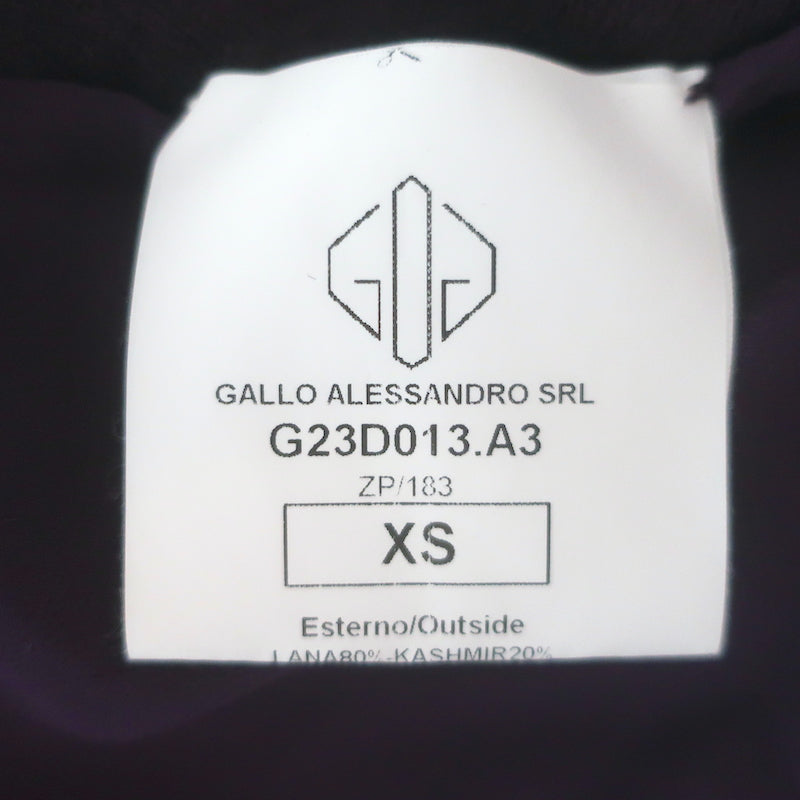 GALLO ALESSANDRO SRL
G23D013.A3
ZP/183
XS
Esterno/Outside
LANA80%-KASHMIR20%